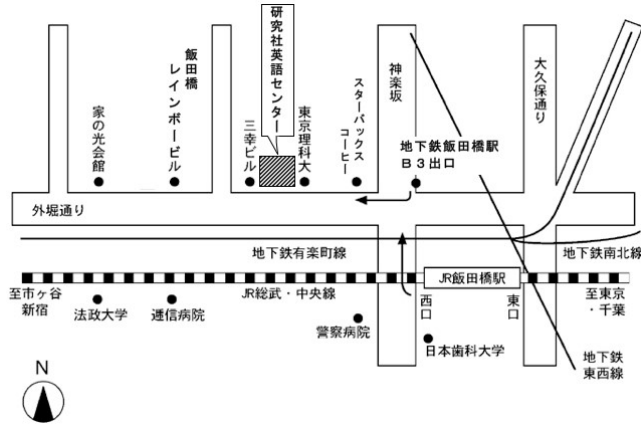 家の光会館
飯田橋
レインボービル
三幸ビル
研究社英語センター
東京理科大
スターバックス
コーヒー
神楽坂
地下鉄飯田橋駅
B3出口
大久保通り
外堀通り
地下鉄有楽町線
地下鉄南北線
JR飯田橋駅
至市ヶ谷
新宿
JR総武・中央線
西口
東口
至東京
・千葉
法政大学
逓信病院
警察病院
日本歯科大学
地下鉄
東西線
N